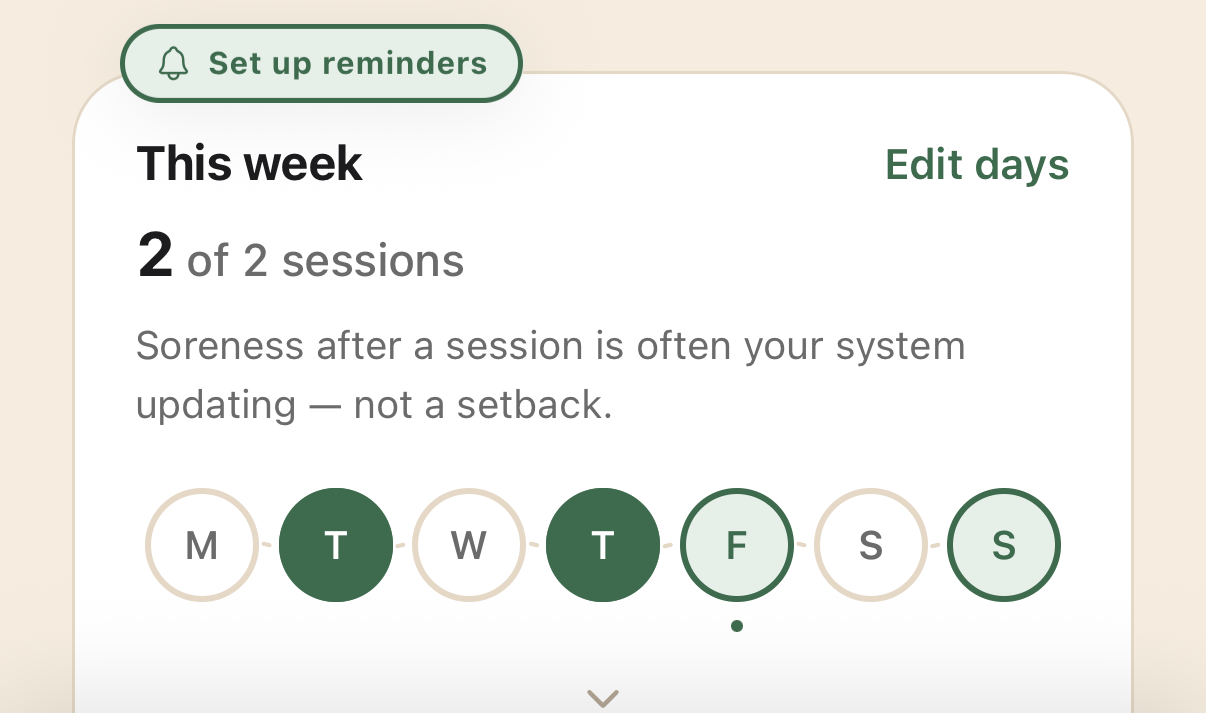 Set up reminders
This week
Edit days
2 of 2 sessions
Soreness after a session is often your system
updating — not a setback.
M T W T F S S